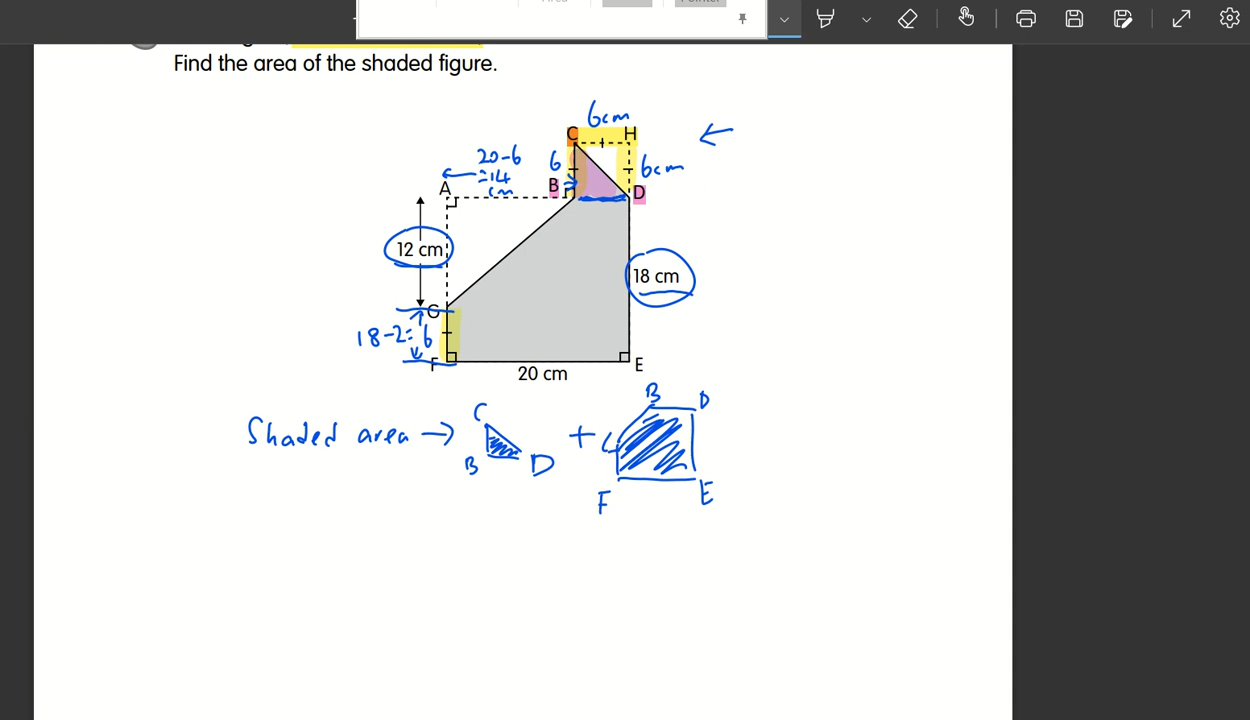 Find the area of the shaded figure.
6cm
C H
20-6
=14
cm
6
6cm
A
B
D
12 cm
18 cm
G
18-2=6
F
E
20 cm
B
D
C
Shaded area → + G
B
D
F
E